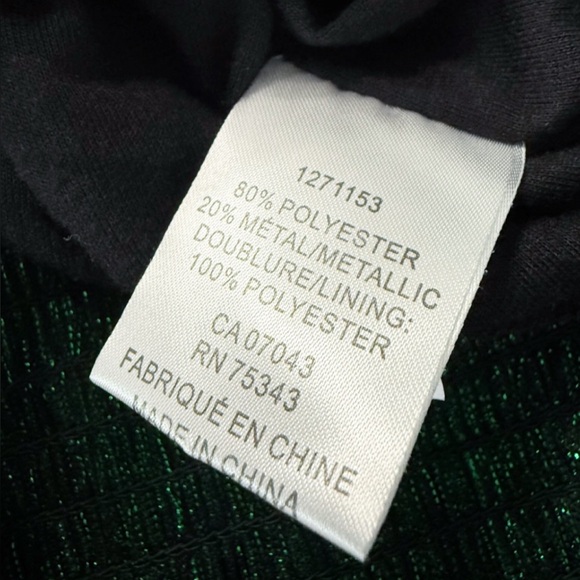 1271153
80% POLYESTER
20% MÉTAL/METALLIC
DOUBLURE/LINING:
100% POLYESTER
CA 07043
RN 75343
FABRIQUÉ EN CHINE
MADE IN CHINA